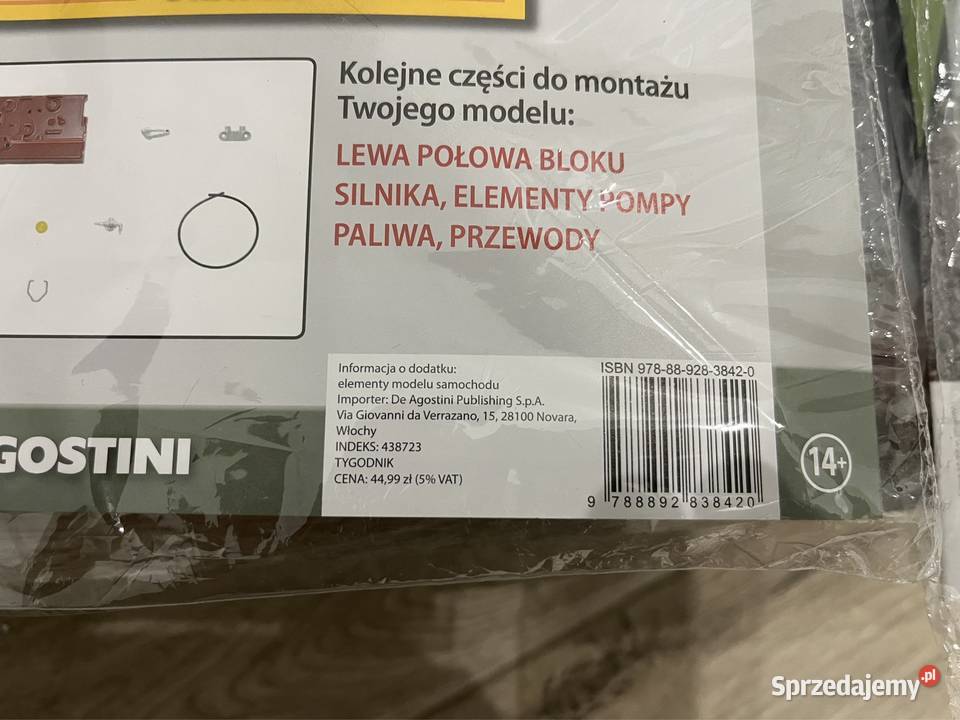 Kolejne części do montażu
Twojego modelu:
LEWA POŁOWA BLOKU
SILNIKA, ELEMENTY POMPY
PALIWA, PRZEWODY
Informacja o dodatku:
elementy modelu samochodu
Importer: De Agostini Publishing S.p.A.
Via Giovanni da Verrazano, 15, 28100 Novara,
Włochy
INDEKS: 438723
TYGODNIK
CENA: 44,99 zł (5% VAT)
ISBN 978-88-928-3842-0
9 788892 838420
GOSTINI
14+
Sprzedajemy.pl